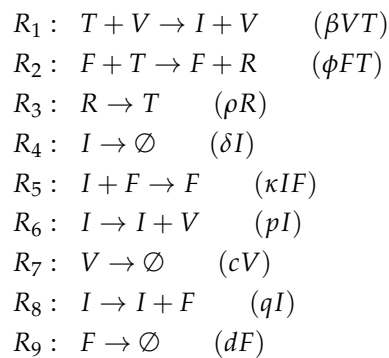 R₁ : T + V → I + V (βVT)
R₂ : F + T → F + R (ϕFT)
R₃ : R → T (ρR)
R₄ : I → ∅ (δI)
R₅ : I + F → F (κIF)
R₆ : I → I + V (pI)
R₇ : V → ∅ (cV)
R₈ : I → I + F (qI)
R₉ : F → ∅ (dF)